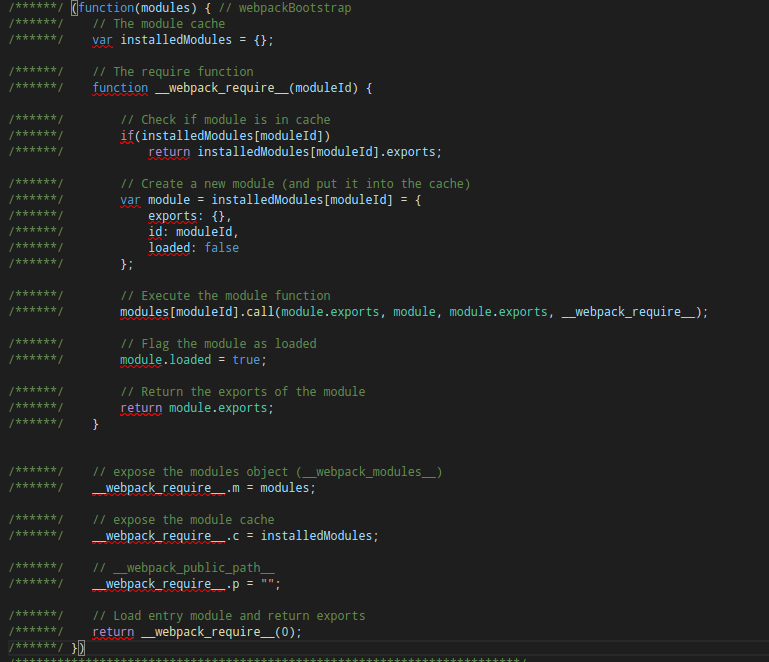 /******/ (function(modules) { // webpackBootstrap
/******/ 	// The module cache
/******/ 	var installedModules = {};

/******/ 	// The require function
/******/ 	function __webpack_require__(moduleId) {

/******/ 		// Check if module is in cache
/******/ 		if(installedModules[moduleId])
/******/ 			return installedModules[moduleId].exports;

/******/ 		// Create a new module (and put it into the cache)
/******/ 		var module = installedModules[moduleId] = {
/******/ 			exports: {},
/******/ 			id: moduleId,
/******/ 			loaded: false
/******/ 		};

/******/ 		// Execute the module function
/******/ 		modules[moduleId].call(module.exports, module, module.exports, __webpack_require__);

/******/ 		// Flag the module as loaded
/******/ 		module.loaded = true;

/******/ 		// Return the exports of the module
/******/ 		return module.exports;
/******/ 	}


/******/ 	// expose the modules object (__webpack_modules__)
/******/ 	__webpack_require__.m = modules;

/******/ 	// expose the module cache
/******/ 	__webpack_require__.c = installedModules;

/******/ 	// __webpack_public_path__
/******/ 	__webpack_require__.p = "";

/******/ 	// Load entry module and return exports
/******/ 	return __webpack_require__(0);
/******/ })